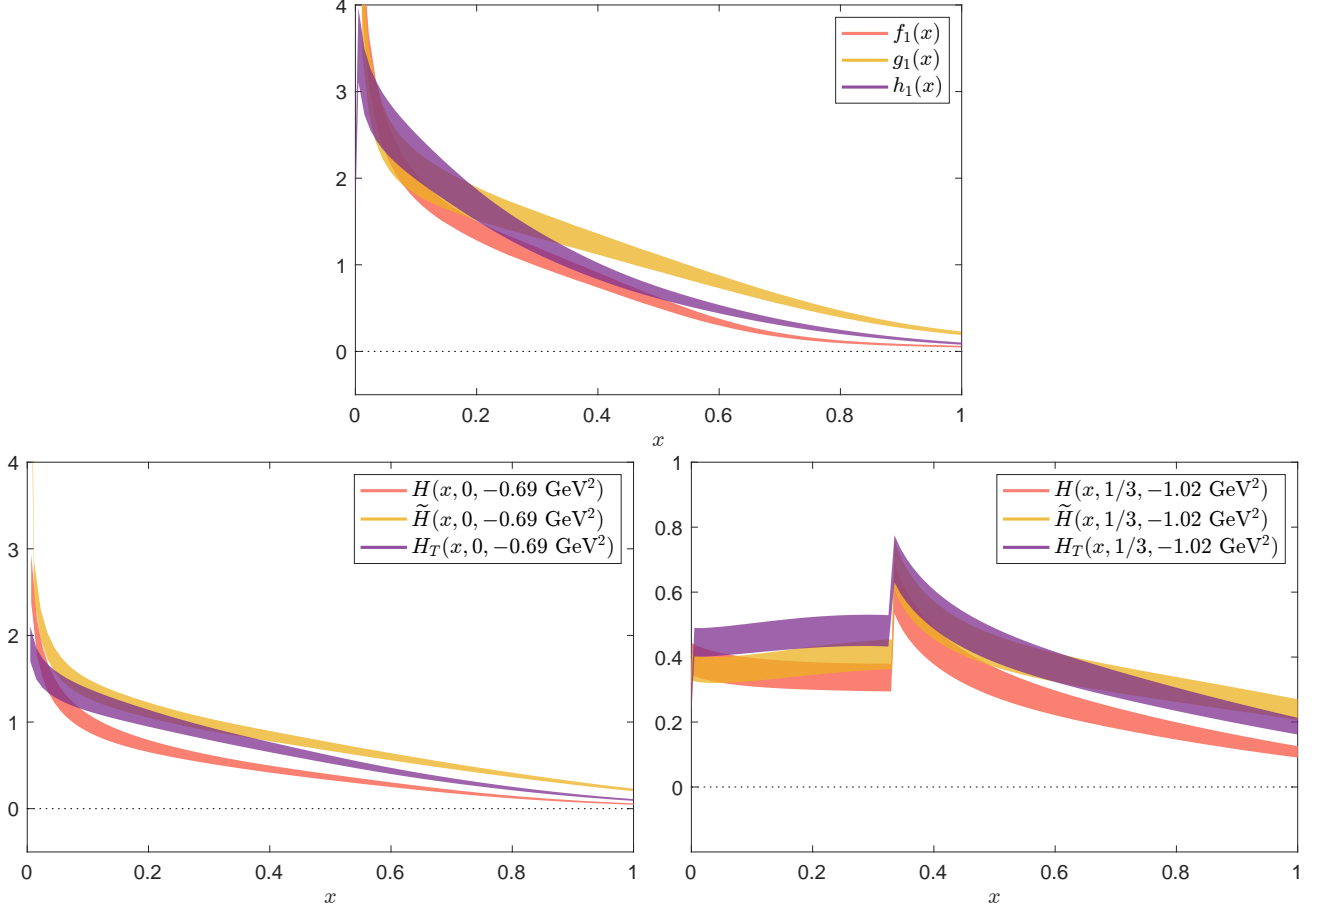 4
3
2
1
0
0
0.2
0.4
0.6
0.8
1
x
f₁(x)
g₁(x)
h₁(x)
4
3
2
1
0
0
0.2
0.4
0.6
0.8
1
x
H(x, 0, −0.69 GeV²)
H̃(x, 0, −0.69 GeV²)
H_T(x, 0, −0.69 GeV²)
1
0.8
0.6
0.4
0.2
0
0
0.2
0.4
0.6
0.8
1
x
H(x, 1/3, −1.02 GeV²)
H̃(x, 1/3, −1.02 GeV²)
H_T(x, 1/3, −1.02 GeV²)